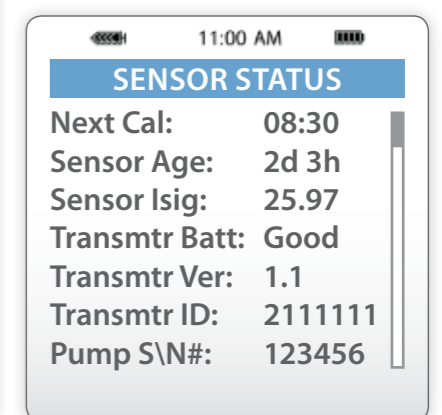 11:00 AM
SENSOR STATUS
Next Cal: 08:30
Sensor Age: 2d 3h
Sensor Isig: 25.97
Transmtr Batt: Good
Transmtr Ver: 1.1
Transmtr ID: 2111111
Pump S\N#: 123456